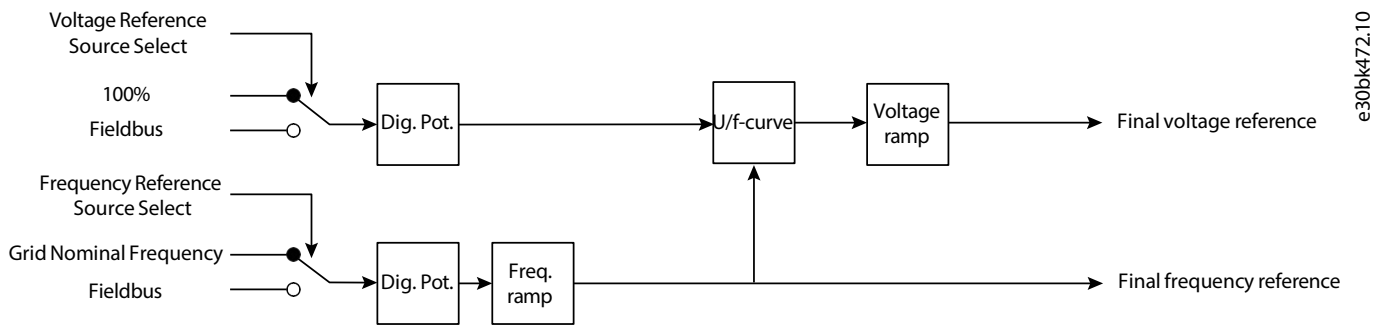 Voltage Reference
Source Select
100%
Fieldbus
Dig. Pot.
U/f-curve
Voltage
ramp
Final voltage reference
Frequency Reference
Source Select
Grid Nominal Frequency
Fieldbus
Dig. Pot.
Freq.
ramp
Final frequency reference
e30bk472.10